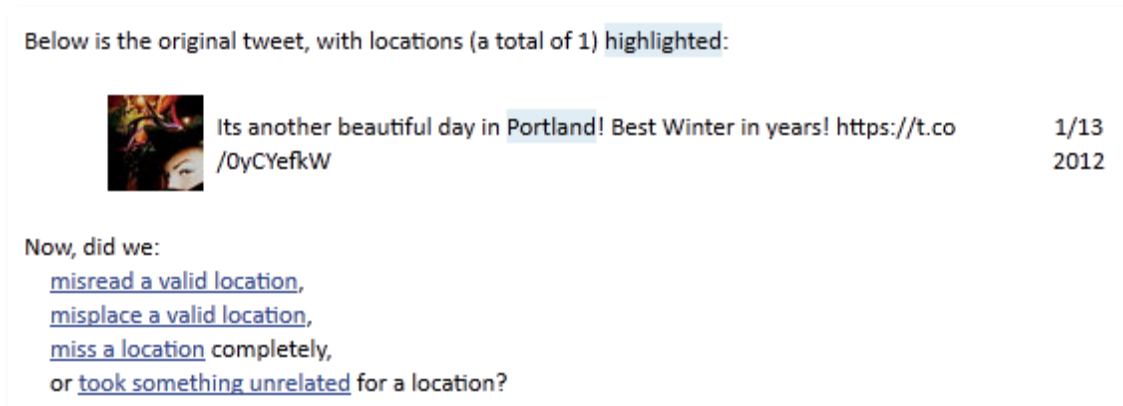 Below is the original tweet, with locations (a total of 1) highlighted:
Its another beautiful day in Portland! Best Winter in years! https://t.co 1/13
/0yCYefkW 2012
Now, did we:
misread a valid location,
misplace a valid location,
miss a location completely,
or took something unrelated for a location?